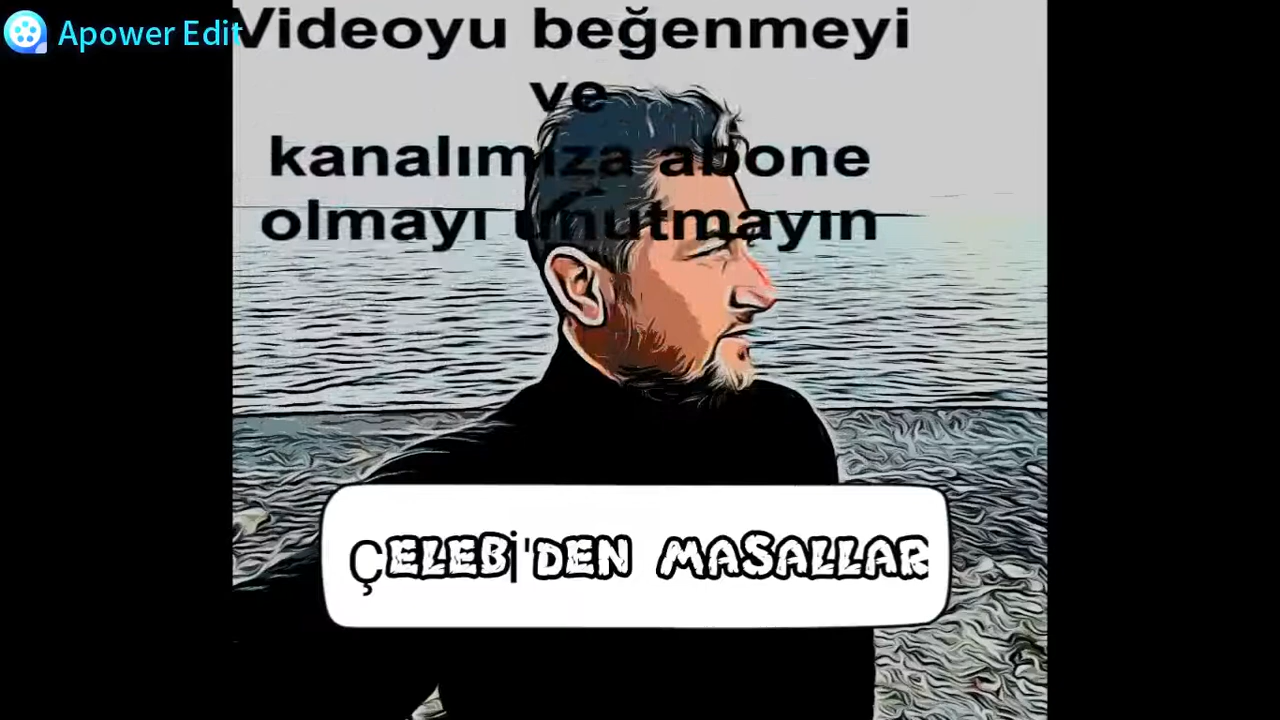 Apower Edit
Videoyu beğenmeyi
ve
kanalımıza abone
olmayı unutmayın
ÇELEBİ'DEN MASALLAR